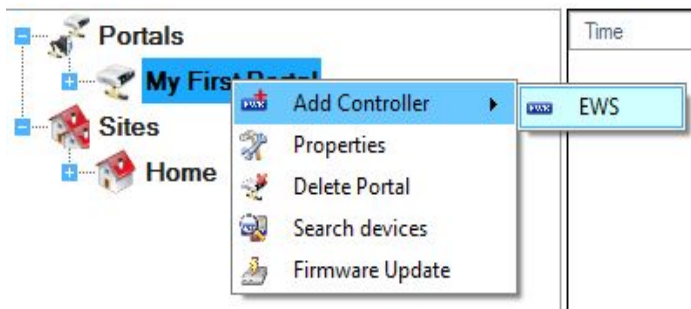 Portals
My First Portal
Sites
Home
Add Controller
Properties
Delete Portal
Search devices
Firmware Update
EWS
Time